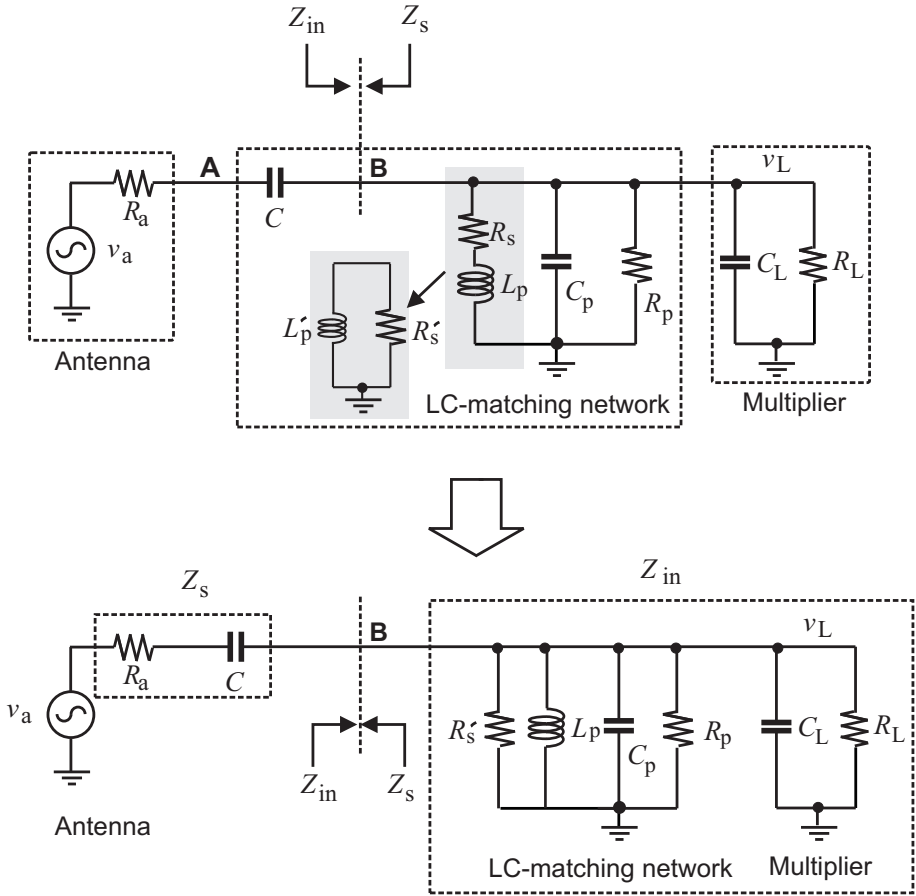 Z_in Z_s
A B v_L
R_a C R_s C_L R_L
v_a L_p C_p R_p
L′_p R′_s
Antenna LC-matching network Multiplier
Z_s Z_in
B v_L
R_a C
v_a R′_s L_p C_p R_p C_L R_L
Z_in Z_s
Antenna
LC-matching network Multiplier